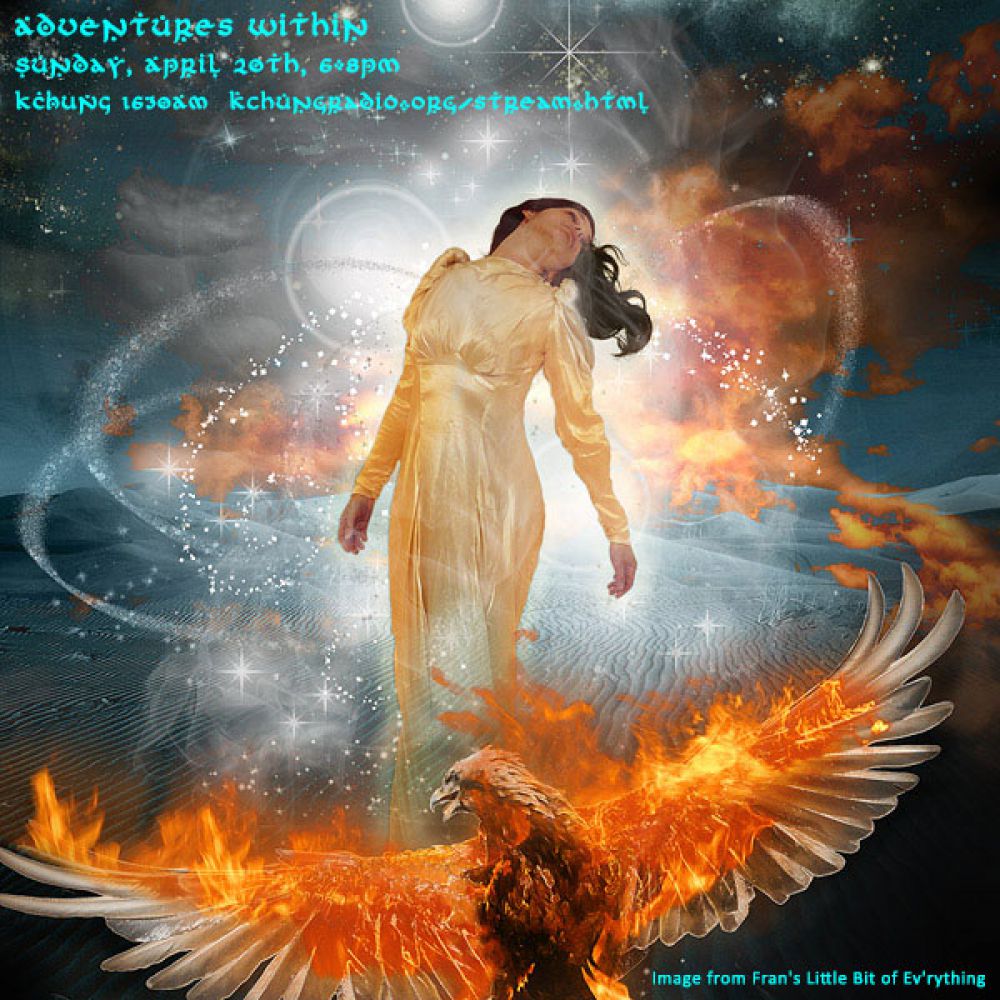 Adventures Within
Sunday, April 20th, 6-8pm
KCHUNG 1630AM kchungradio.org/stream.html
Image from Fran's Little Bit of Ev'rything